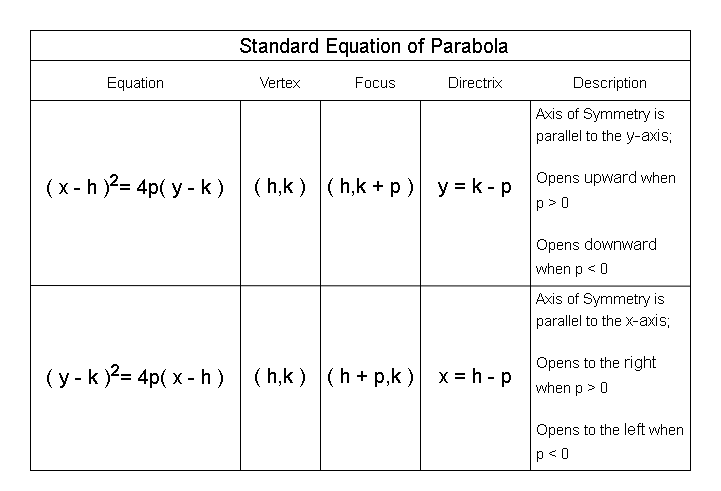 Standard Equation of Parabola
Equation Vertex Focus Directrix Description
( x - h )²= 4p( y - k ) ( h,k ) ( h,k + p ) y = k - p
Axis of Symmetry is
parallel to the y-axis;
Opens upward when
p > 0
Opens downward
when p < 0
( y - k )²= 4p( x - h ) ( h,k ) ( h + p,k ) x = h - p
Axis of Symmetry is
parallel to the x-axis;
Opens to the right
when p > 0
Opens to the left when
p < 0